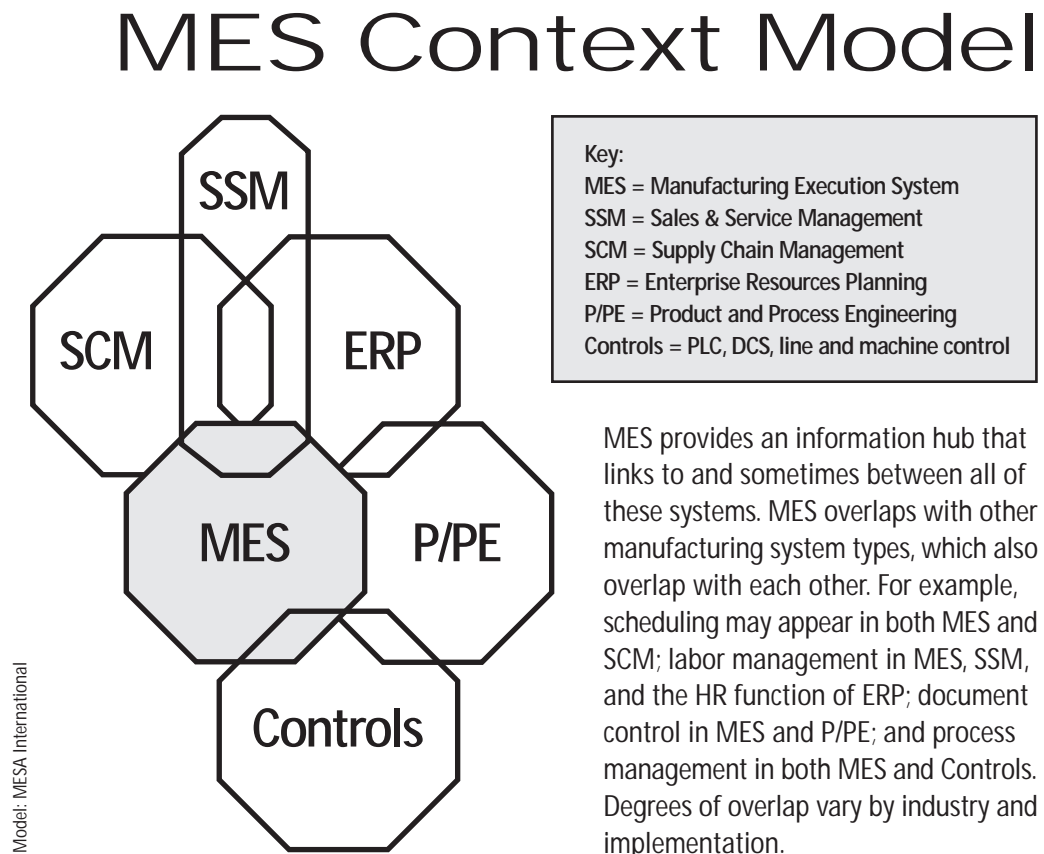 MES Context Model
SSM
SCM
ERP
MES
P/PE
Controls
Key:
MES = Manufacturing Execution System
SSM = Sales & Service Management
SCM = Supply Chain Management
ERP = Enterprise Resources Planning
P/PE = Product and Process Engineering
Controls = PLC, DCS, line and machine control
MES provides an information hub that
links to and sometimes between all of
these systems. MES overlaps with other
manufacturing system types, which also
overlap with each other. For example,
scheduling may appear in both MES and
SCM; labor management in MES, SSM,
and the HR function of ERP; document
control in MES and P/PE; and process
management in both MES and Controls.
Degrees of overlap vary by industry and
implementation.
Model: MESA International